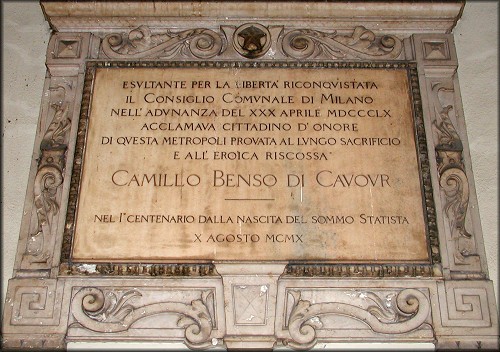 ESVLTANTE PER LA LIBERTÀ RICONQVISTATA
IL CONSIGLIO COMVNALE DI MILANO
NELL' ADVNANZA DEL XXX APRILE MDCCCLX
ACCLAMAVA CITTADINO D' ONORE
DI QVESTA METROPOLI PROVATA AL LVNGO SACRIFICIO
E ALL' EROICA RISCOSSA
CAMILLO BENSO DI CAVOVR
NEL I° CENTENARIO DALLA NASCITA DEL SOMMO STATISTA
X AGOSTO MCMX